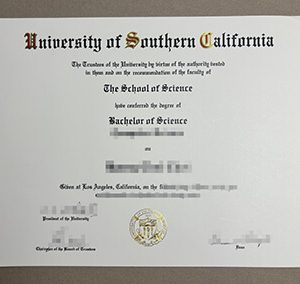 University of Southern California
The Trustees of the University by virtue of the authority vested
in them and on the recommendation of the faculty of
The School of Science
have conferred the degree of
Bachelor of Science
on
Given at Los Angeles, California, on the
President of the University
Chairman of the Board of Trustees
Dean